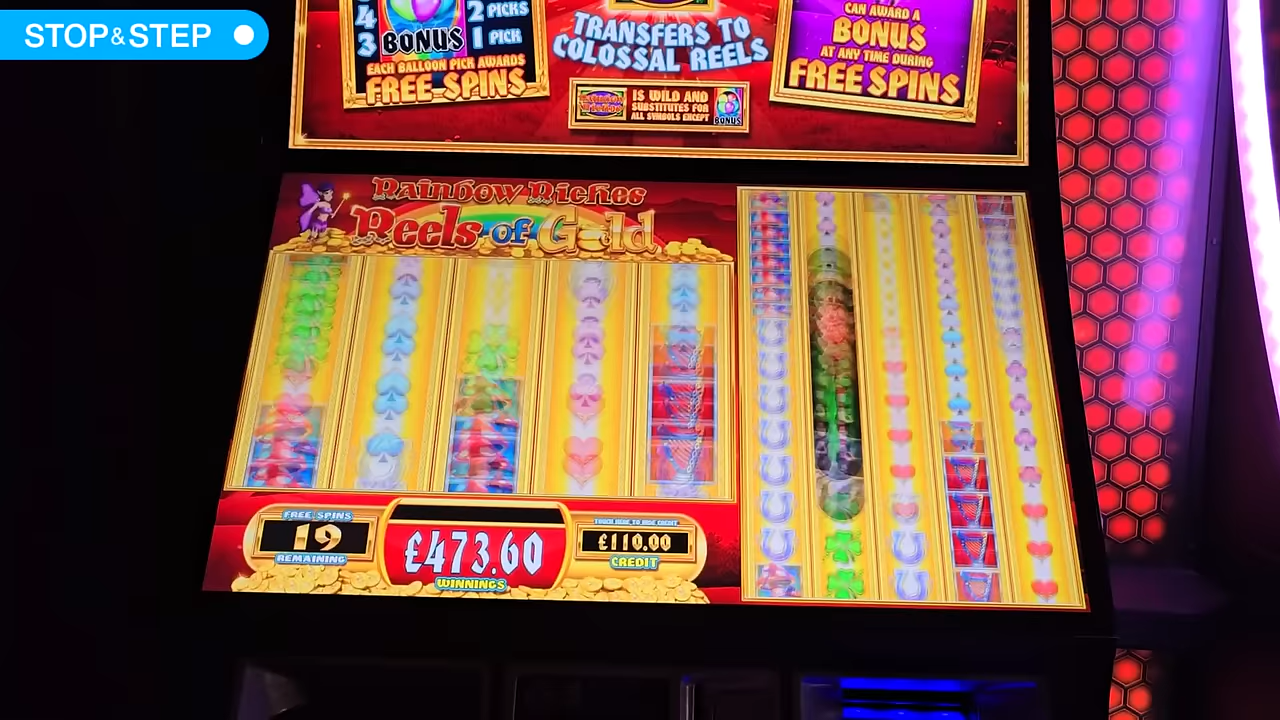 STOP&STEP
4
3
BONUS
2 PICKS
1 PICK
EACH BALLOON PICK AWARDS
FREE SPINS
TRANSFERS TO
COLOSSAL REELS
IS WILD AND
SUBSTITUTES FOR
ALL SYMBOLS EXCEPT
BONUS
CAN AWARD A
BONUS
AT ANY TIME DURING
FREE SPINS
Rainbow Riches
Reels of Gold
FREE SPINS
19
REMAINING
£473.60
WINNINGS
TOUCH HERE TO HIDE CREDIT
£110.00
CREDIT